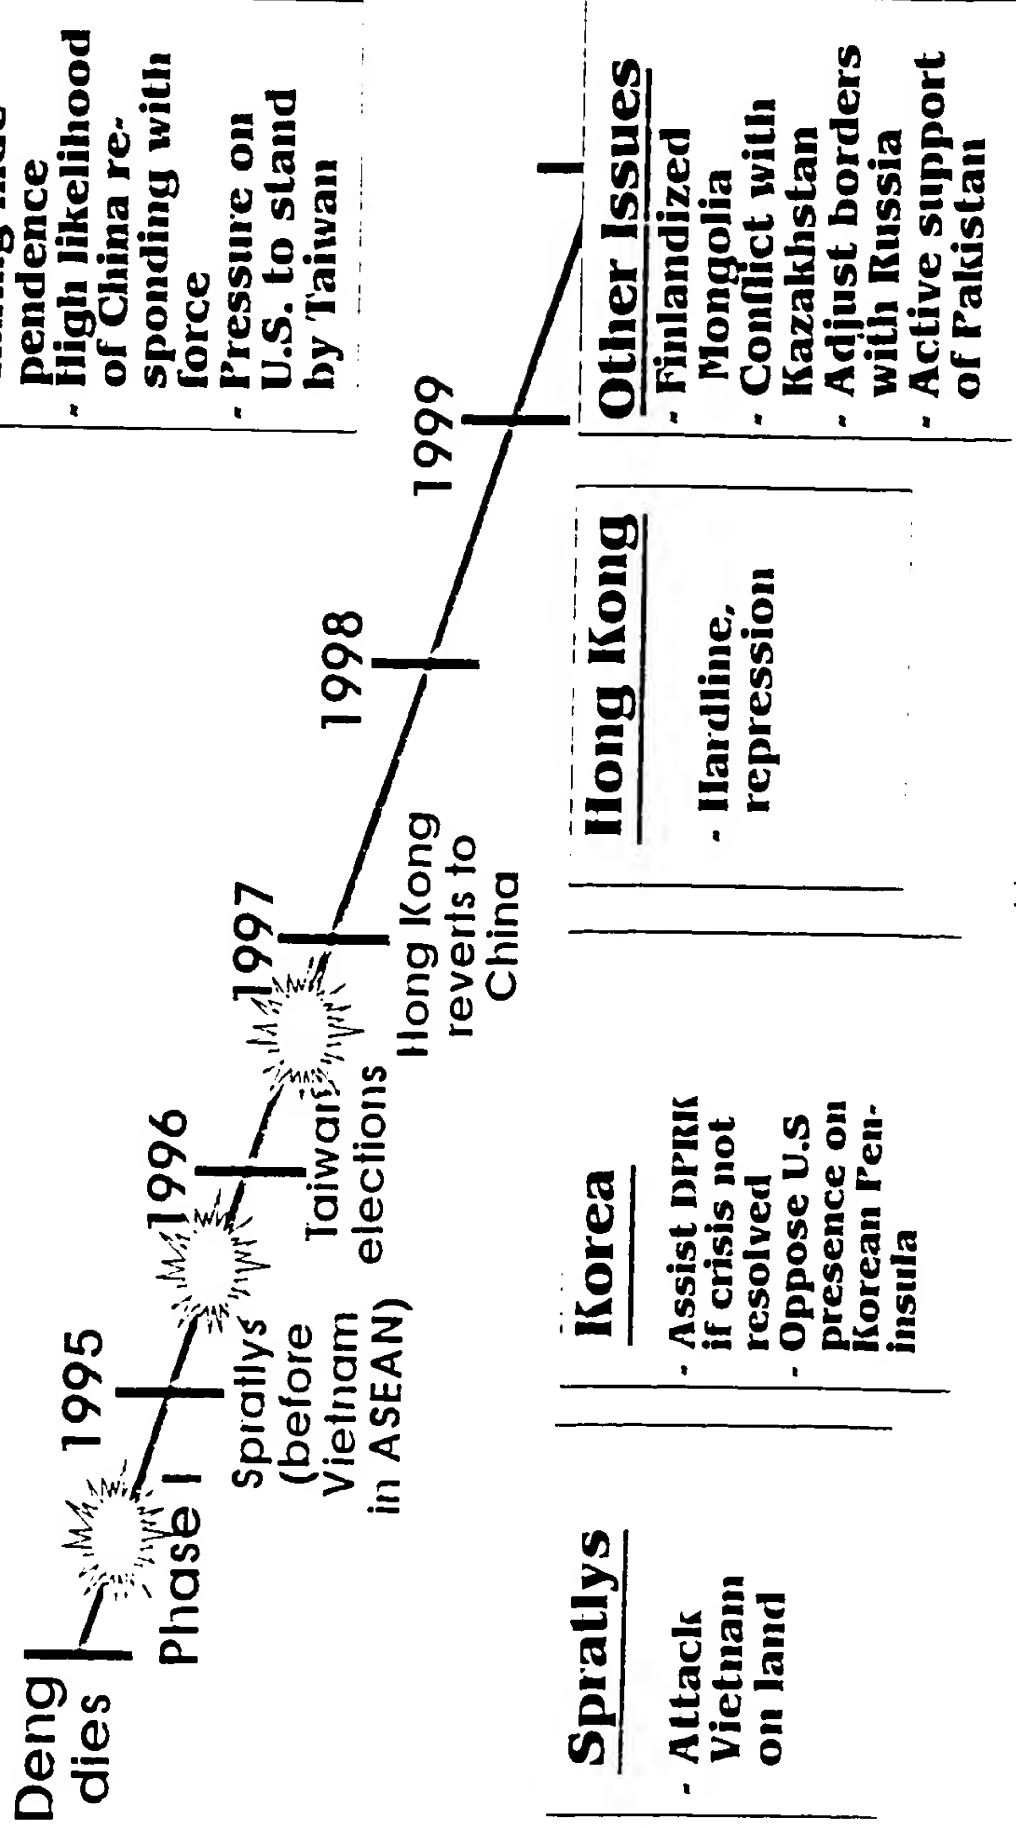 pendence
- High likelihood
of China re-
sponding with
force
- Pressure on
U.S. to stand
by Taiwan
Deng
dies
Phase I
1995
Spratlys
(before
Vietnam
in ASEAN)
1996
Taiwan
elections
1997
Hong Kong
reverts to
China
1998
1999
Spratlys
- Attack
Vietnam
on land
Korea
- Assist DPRK
if crisis not
resolved
- Oppose U.S
presence on
Korean Pen-
insula
Hong Kong
- Hardline,
repression
Other Issues
- Finlandized
Mongolia
- Conflict with
Kazakhstan
- Adjust borders
with Russia
- Active support
of Pakistan